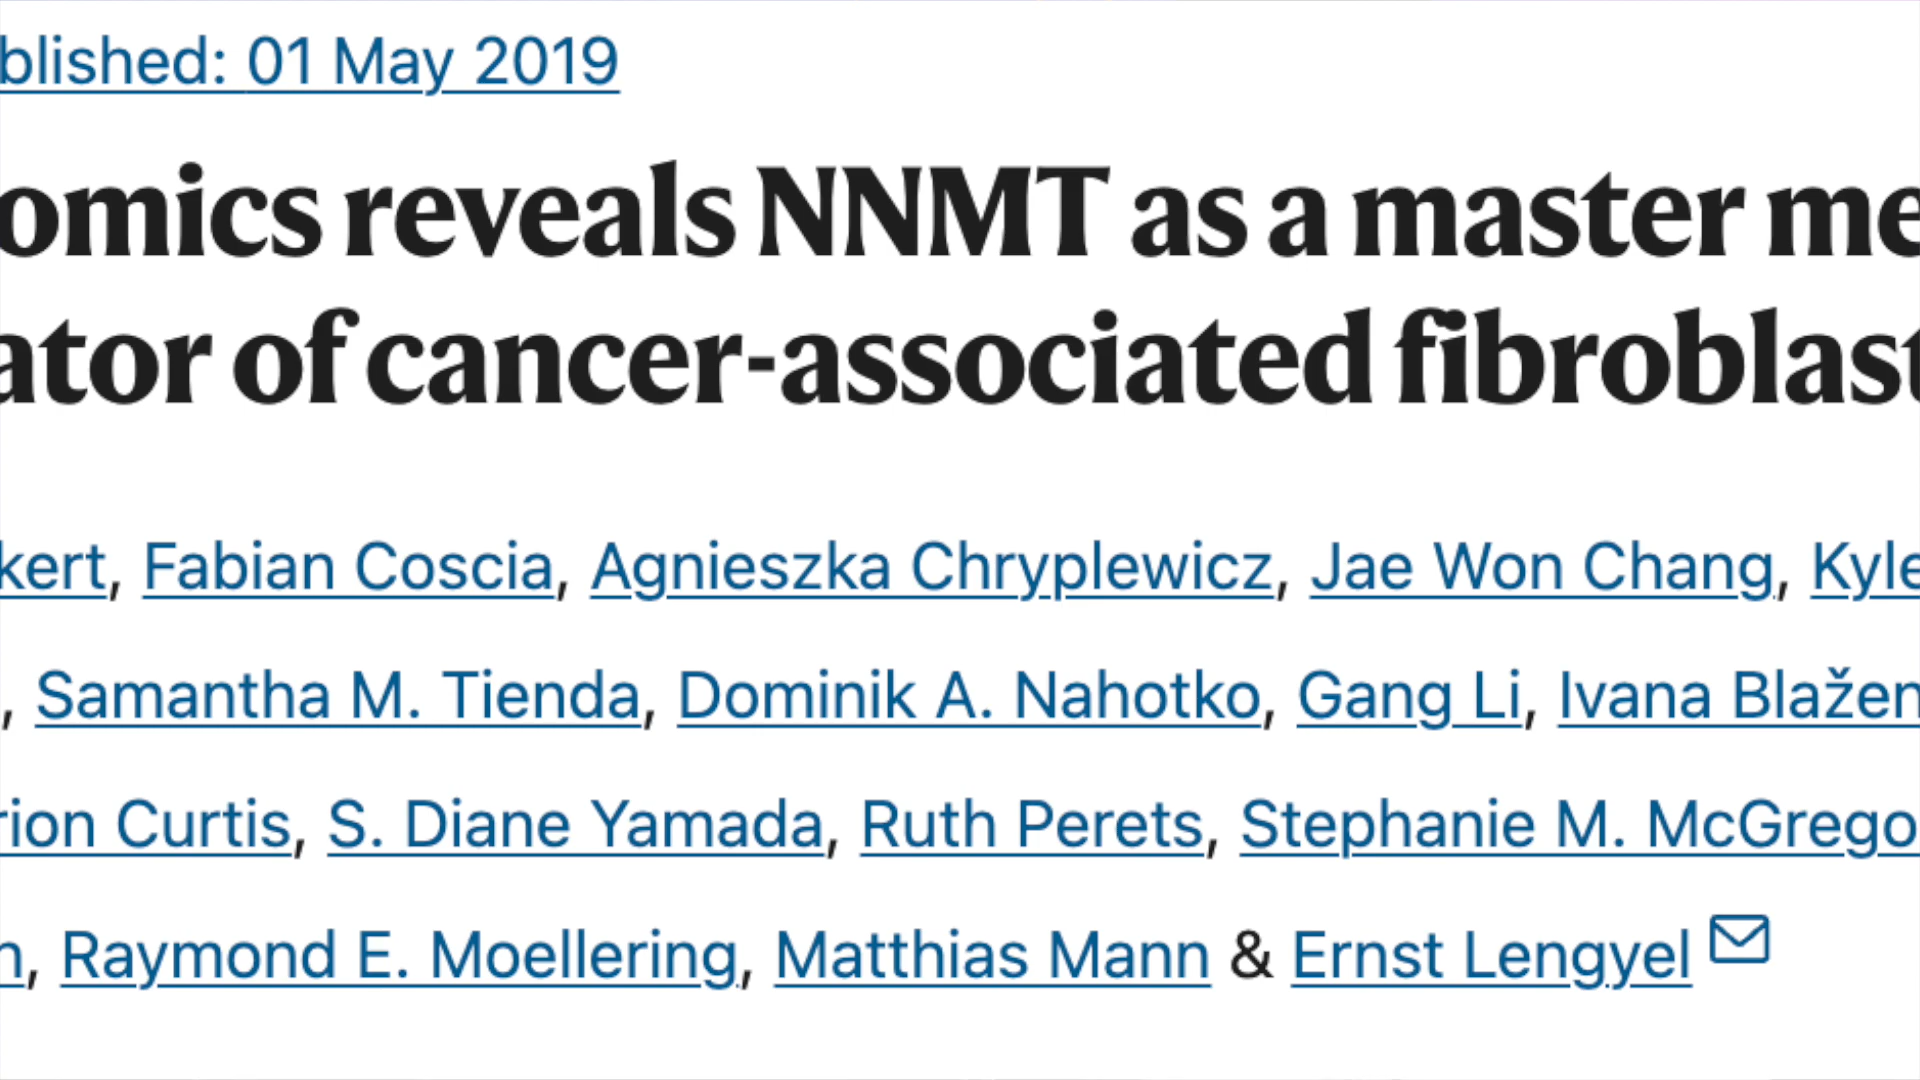 blished: 01 May 2019
omics reveals NNMT as a master me
ator of cancer-associated fibroblast
kert, Fabian Coscia, Agnieszka Chryplewicz, Jae Won Chang, Kyle
, Samantha M. Tienda, Dominik A. Nahotko, Gang Li, Ivana Blažen
rion Curtis, S. Diane Yamada, Ruth Perets, Stephanie M. McGrego
n, Raymond E. Moellering, Matthias Mann & Ernst Lengyel